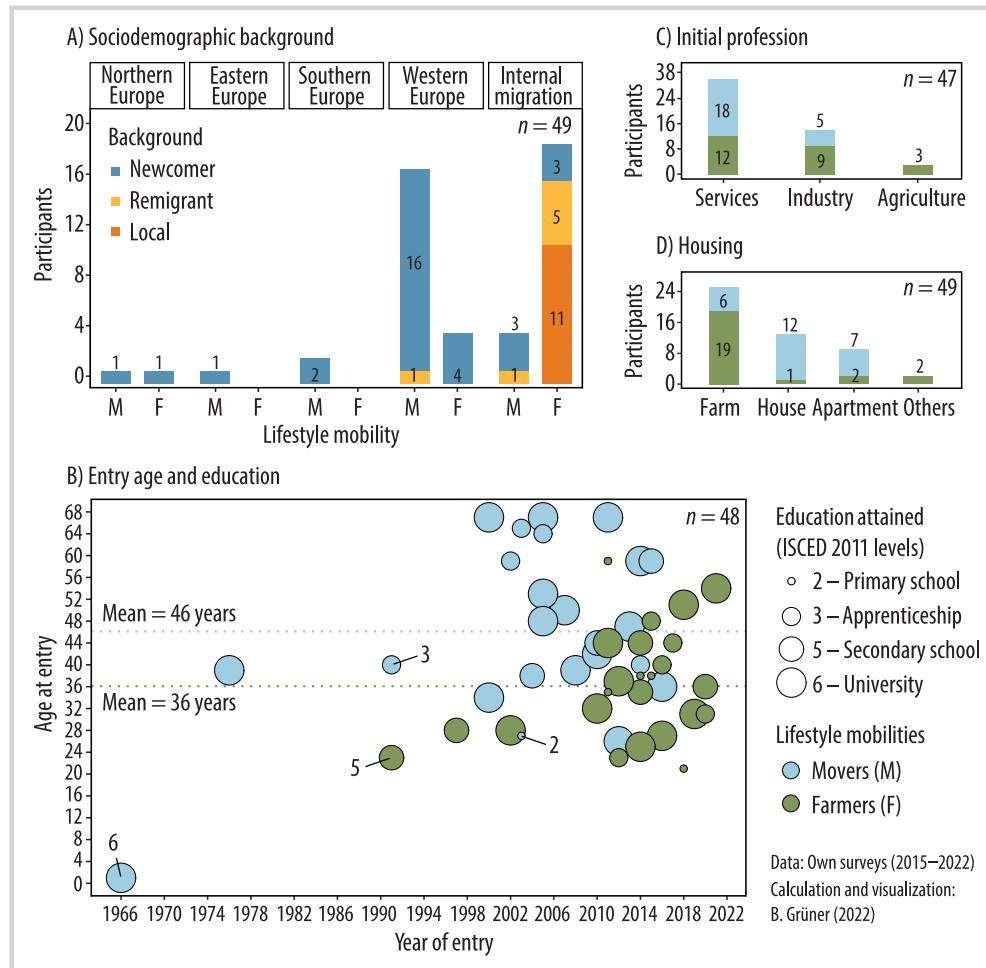 A) Sociodemographic background
Northern Europe
Eastern Europe
Southern Europe
Western Europe
Internal migration
n = 49
Background
Newcomer
Remigrant
Local
Participants
20
16
12
8
4
0
1
1
1
2
16
1
4
3
1
3
5
11
M
F
M
F
M
F
M
F
M
F
Lifestyle mobility
C) Initial profession
n = 47
Participants
38
24
16
8
0
18
12
5
9
3
Services
Industry
Agriculture
D) Housing
n = 49
Participants
24
16
8
0
6
19
12
1
7
2
2
Farm
House
Apartment
Others
B) Entry age and education
n = 48
Age at entry
68
64
60
56
52
48
44
40
36
32
28
24
20
16
12
8
4
0
Mean = 46 years
Mean = 36 years
3
2
5
6
1966
1970
1974
1976
1982
1986
1990
1994
1998
2002
2006
2010
2014
2018
2022
Year of entry
Education attained
(ISCED 2011 levels)
2 – Primary school
3 – Apprenticeship
5 – Secondary school
6 – University
Lifestyle mobilities
Movers (M)
Farmers (F)
Data: Own surveys (2015–2022)
Calculation and visualization:
B. Grüner (2022)